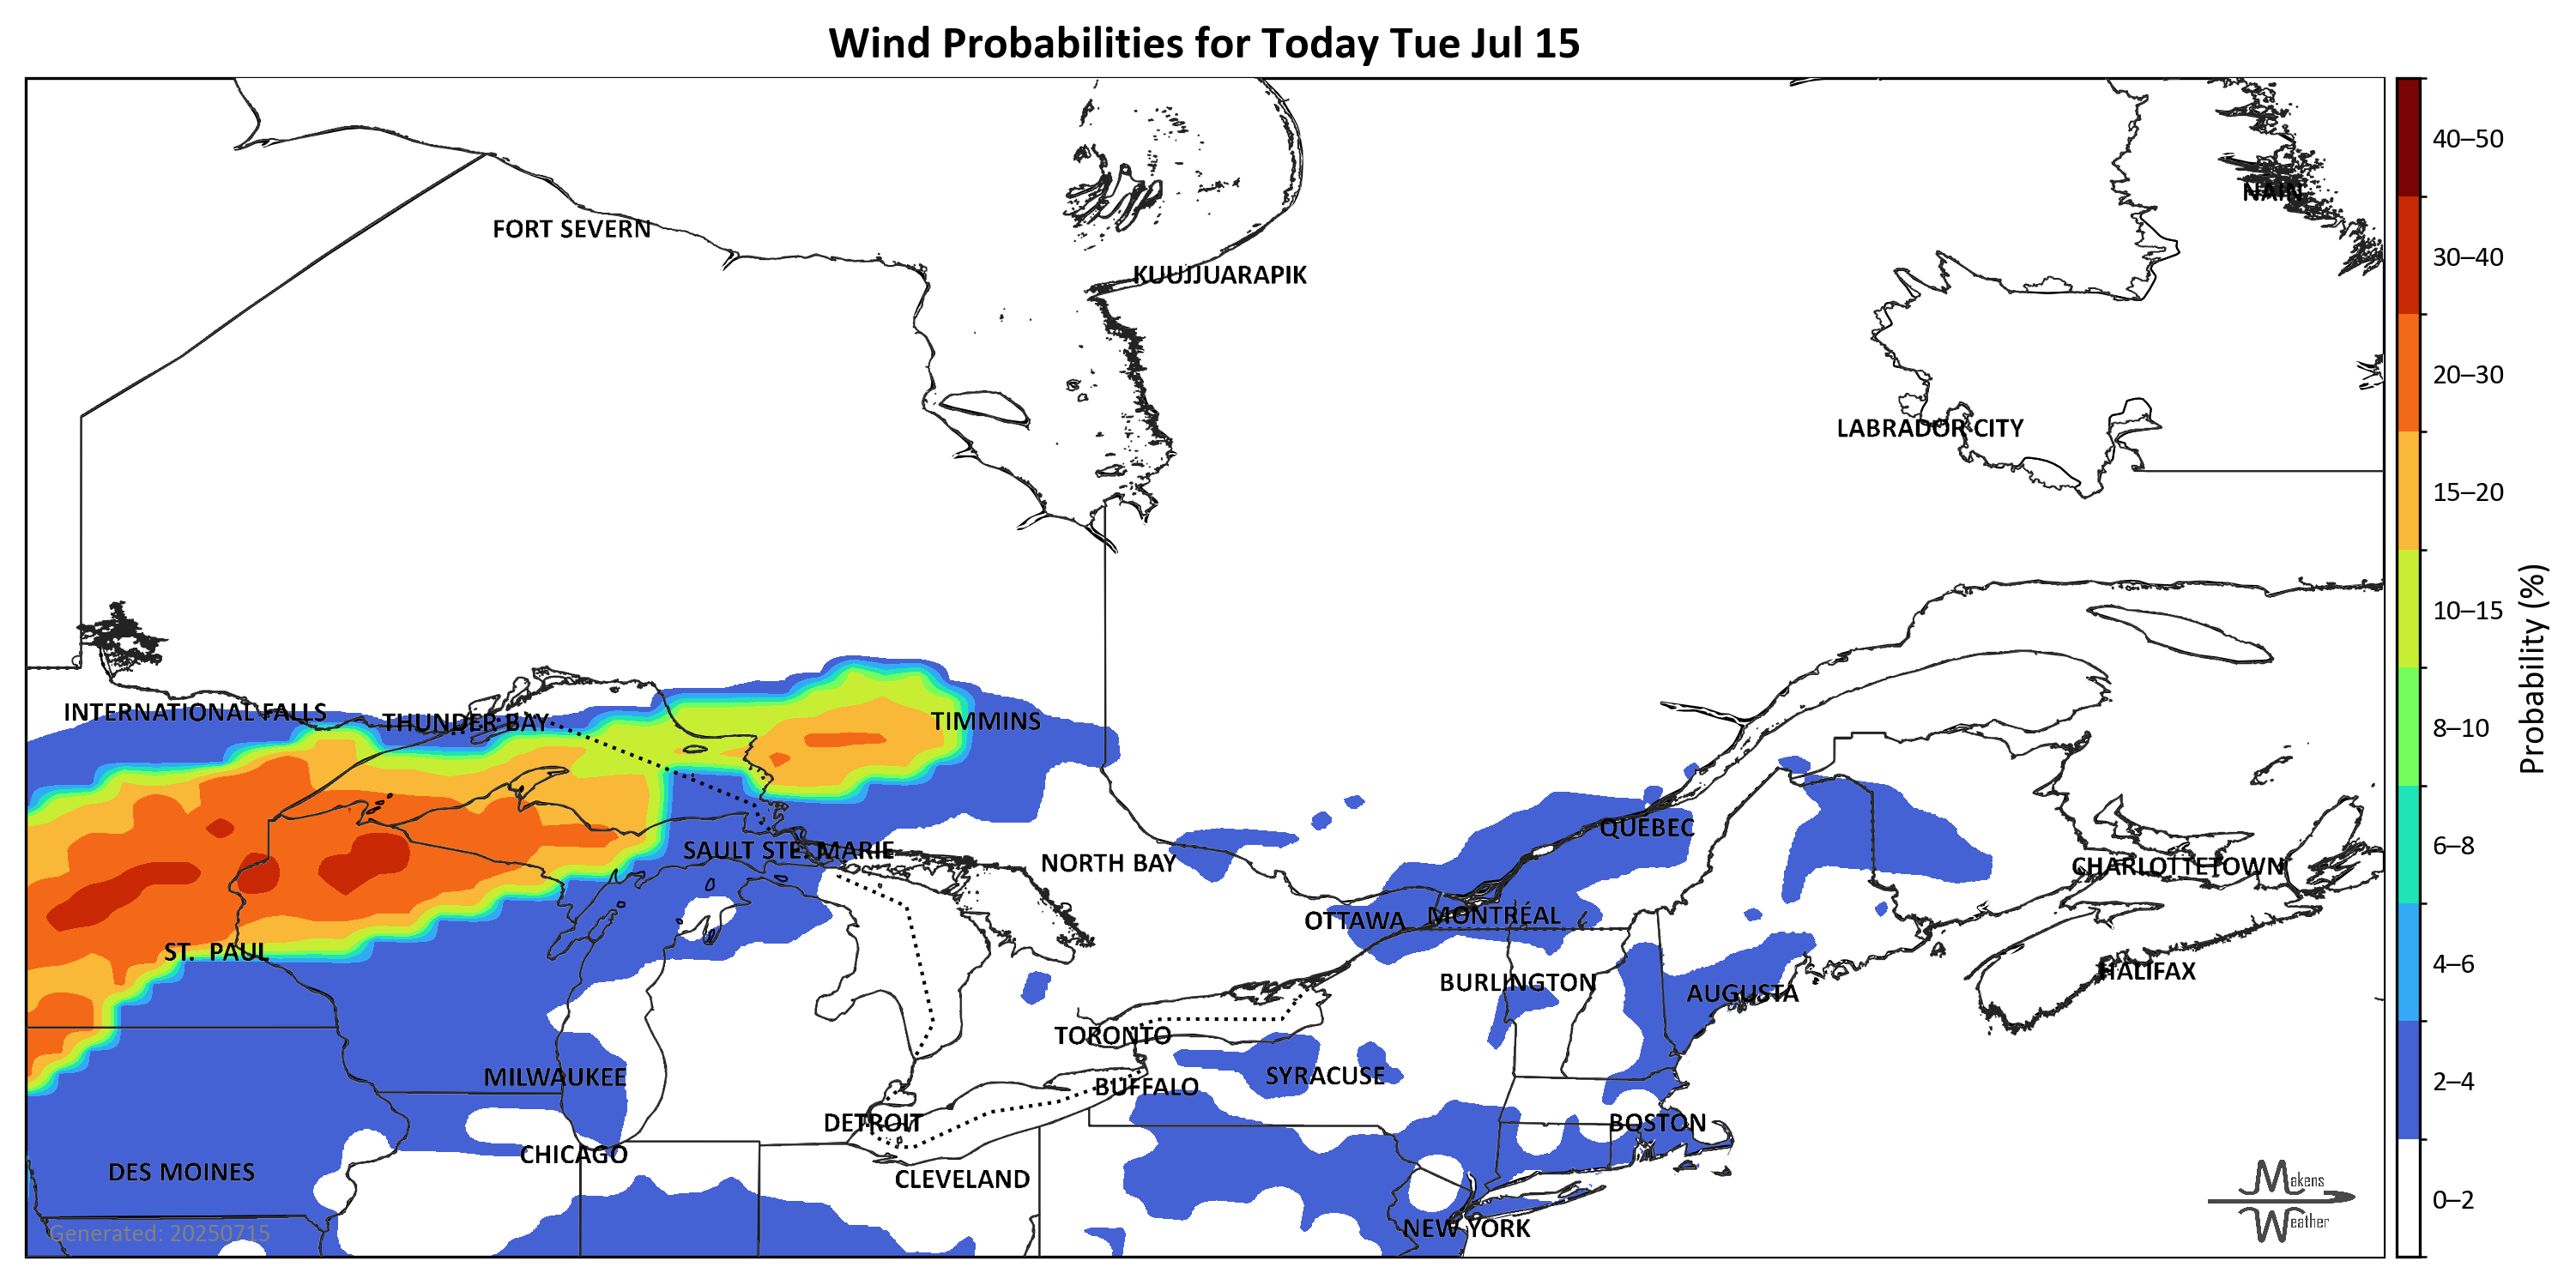 Wind Probabilities for Today Tue Jul 15
40–50
NAIN
FORT SEVERN
30–40
KUUJJUARAPIK
20–30
LABRADOR CITY
15–20
10–15
Probability (%)
INTERNATIONAL FALLS
THUNDER BAY
TIMMINS
8–10
QUÉBEC
6–8
SAULT STE. MARIE
NORTH BAY
CHARLOTTETOWN
OTTAWA
MONTRÉAL
ST. PAUL
4–6
HALIFAX
BURLINGTON
AUGUSTA
TORONTO
MILWAUKEE
SYRACUSE
BUFFALO
2–4
DETROIT
BOSTON
CHICAGO
DES MOINES
CLEVELAND
Makens
Weather
0–2
NEW YORK
Generated: 20250715